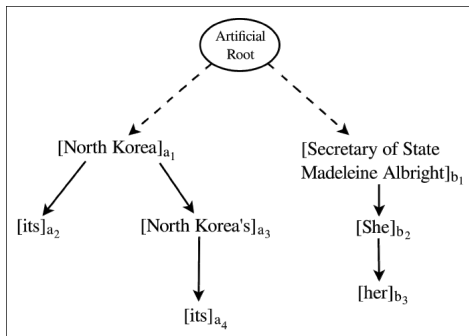 Artificial
Root
[North Korea]a1
[Secretary of State
Madeleine Albright]b1
[its]a2
[North Korea's]a3
[She]b2
[its]a4
[her]b3